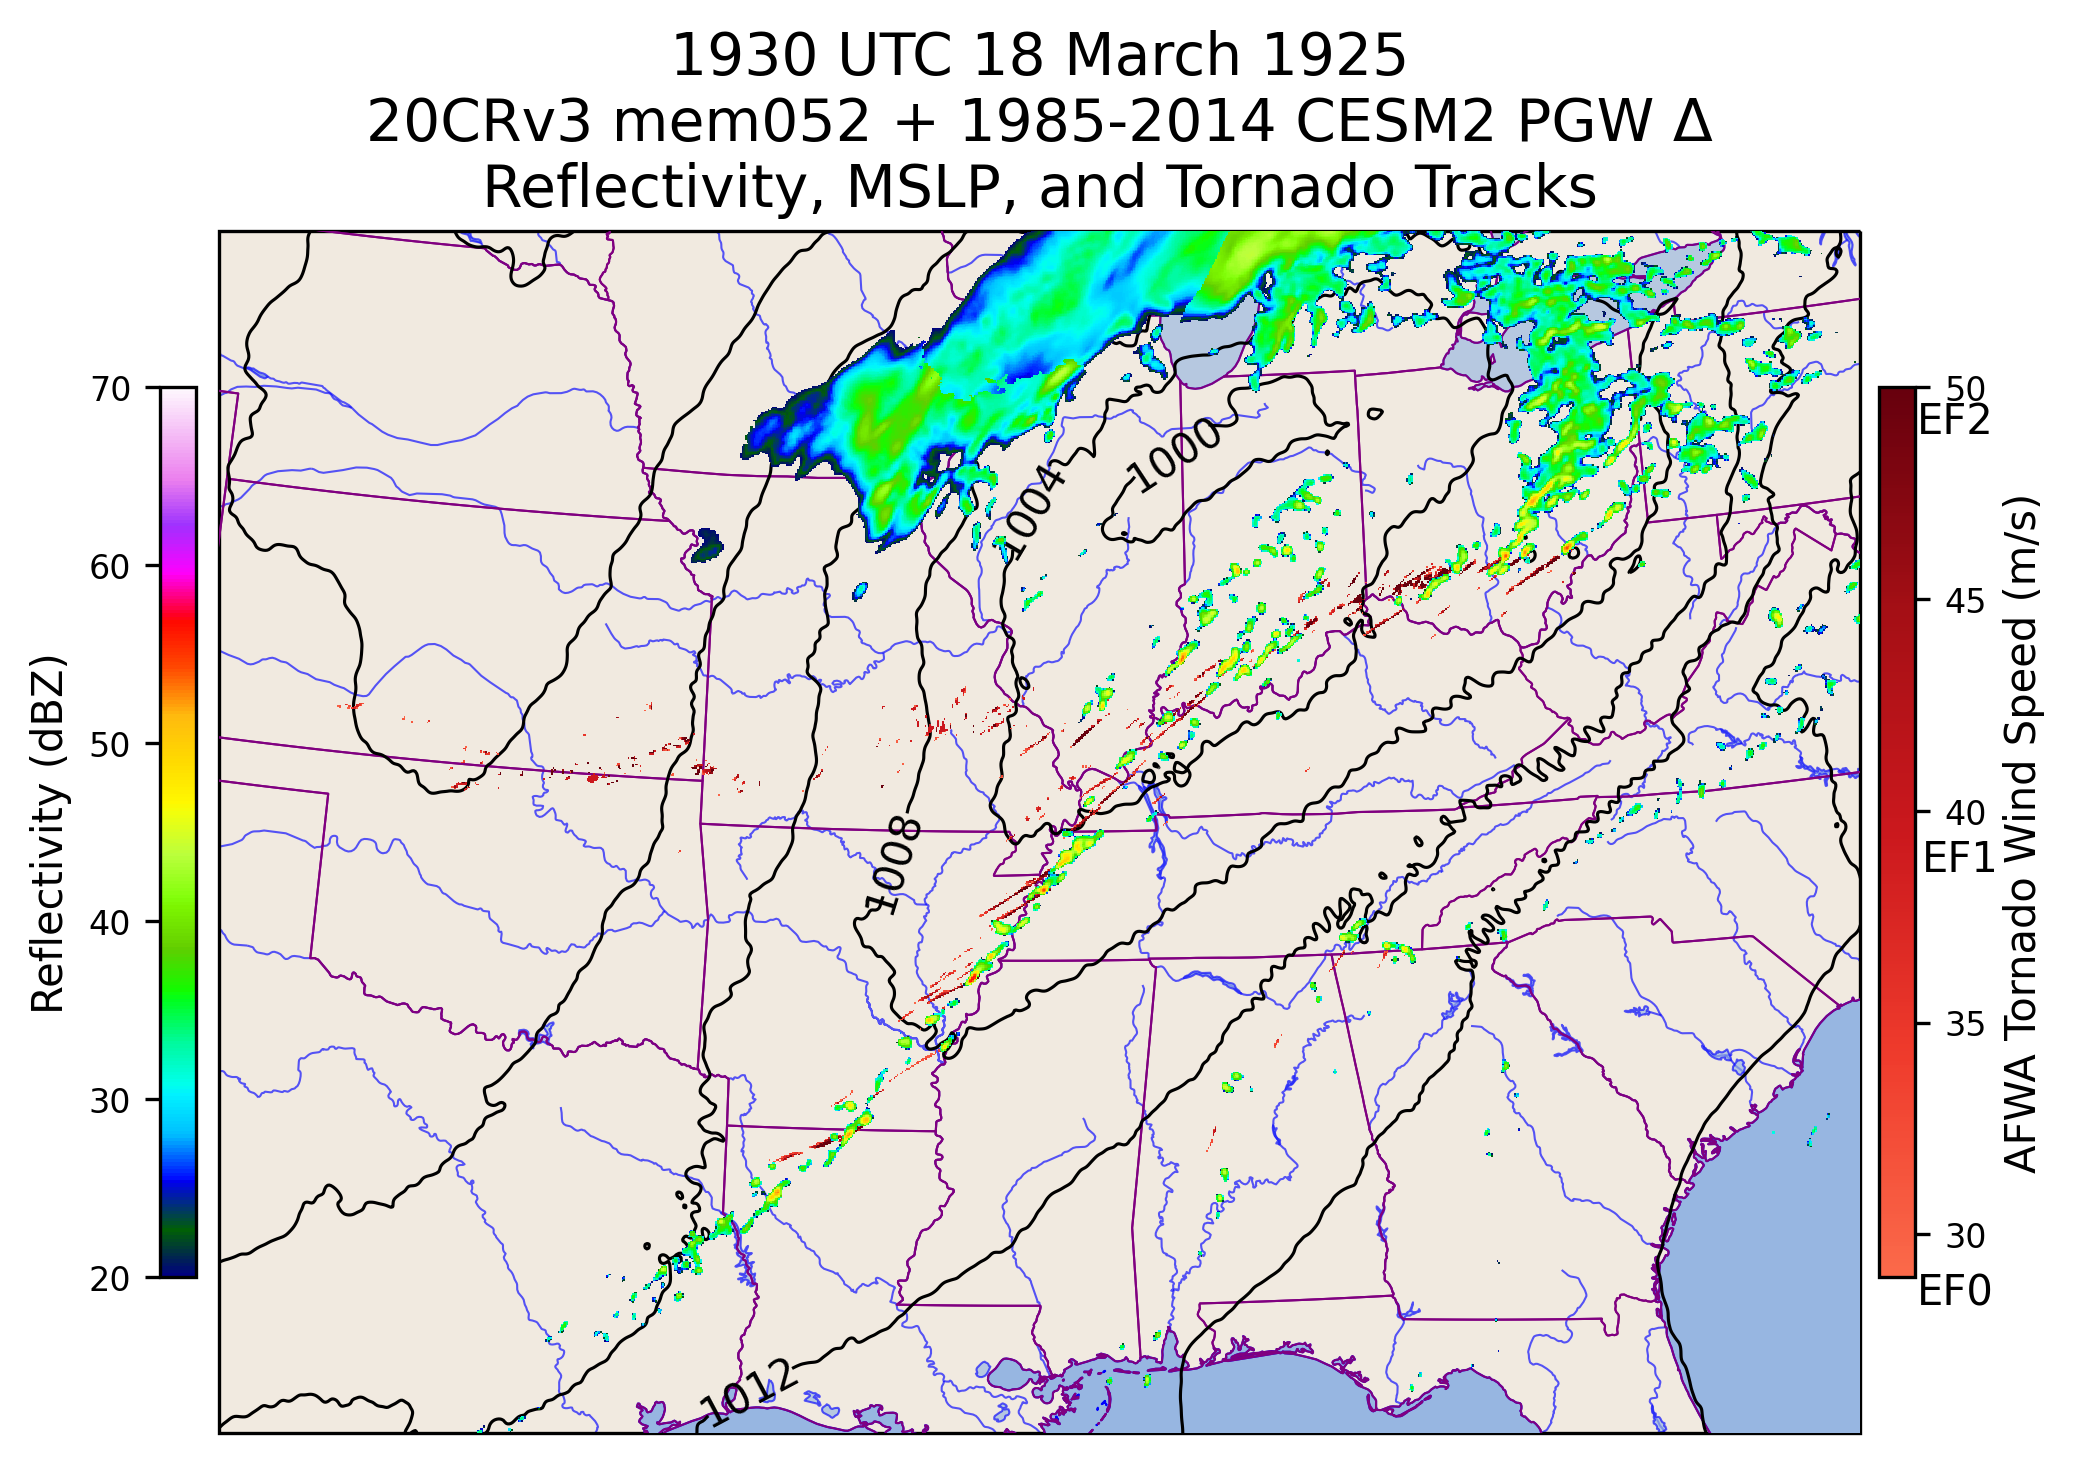 1930 UTC 18 March 1925
20CRv3 mem052 + 1985-2014 CESM2 PGW Δ
Reflectivity, MSLP, and Tornado Tracks
Reflectivity (dBZ)
70
60
50
40
30
20
1000
1004
1008
1012
50
EF2
45
40
EF1
35
30
EF0
AFWA Tornado Wind Speed (m/s)